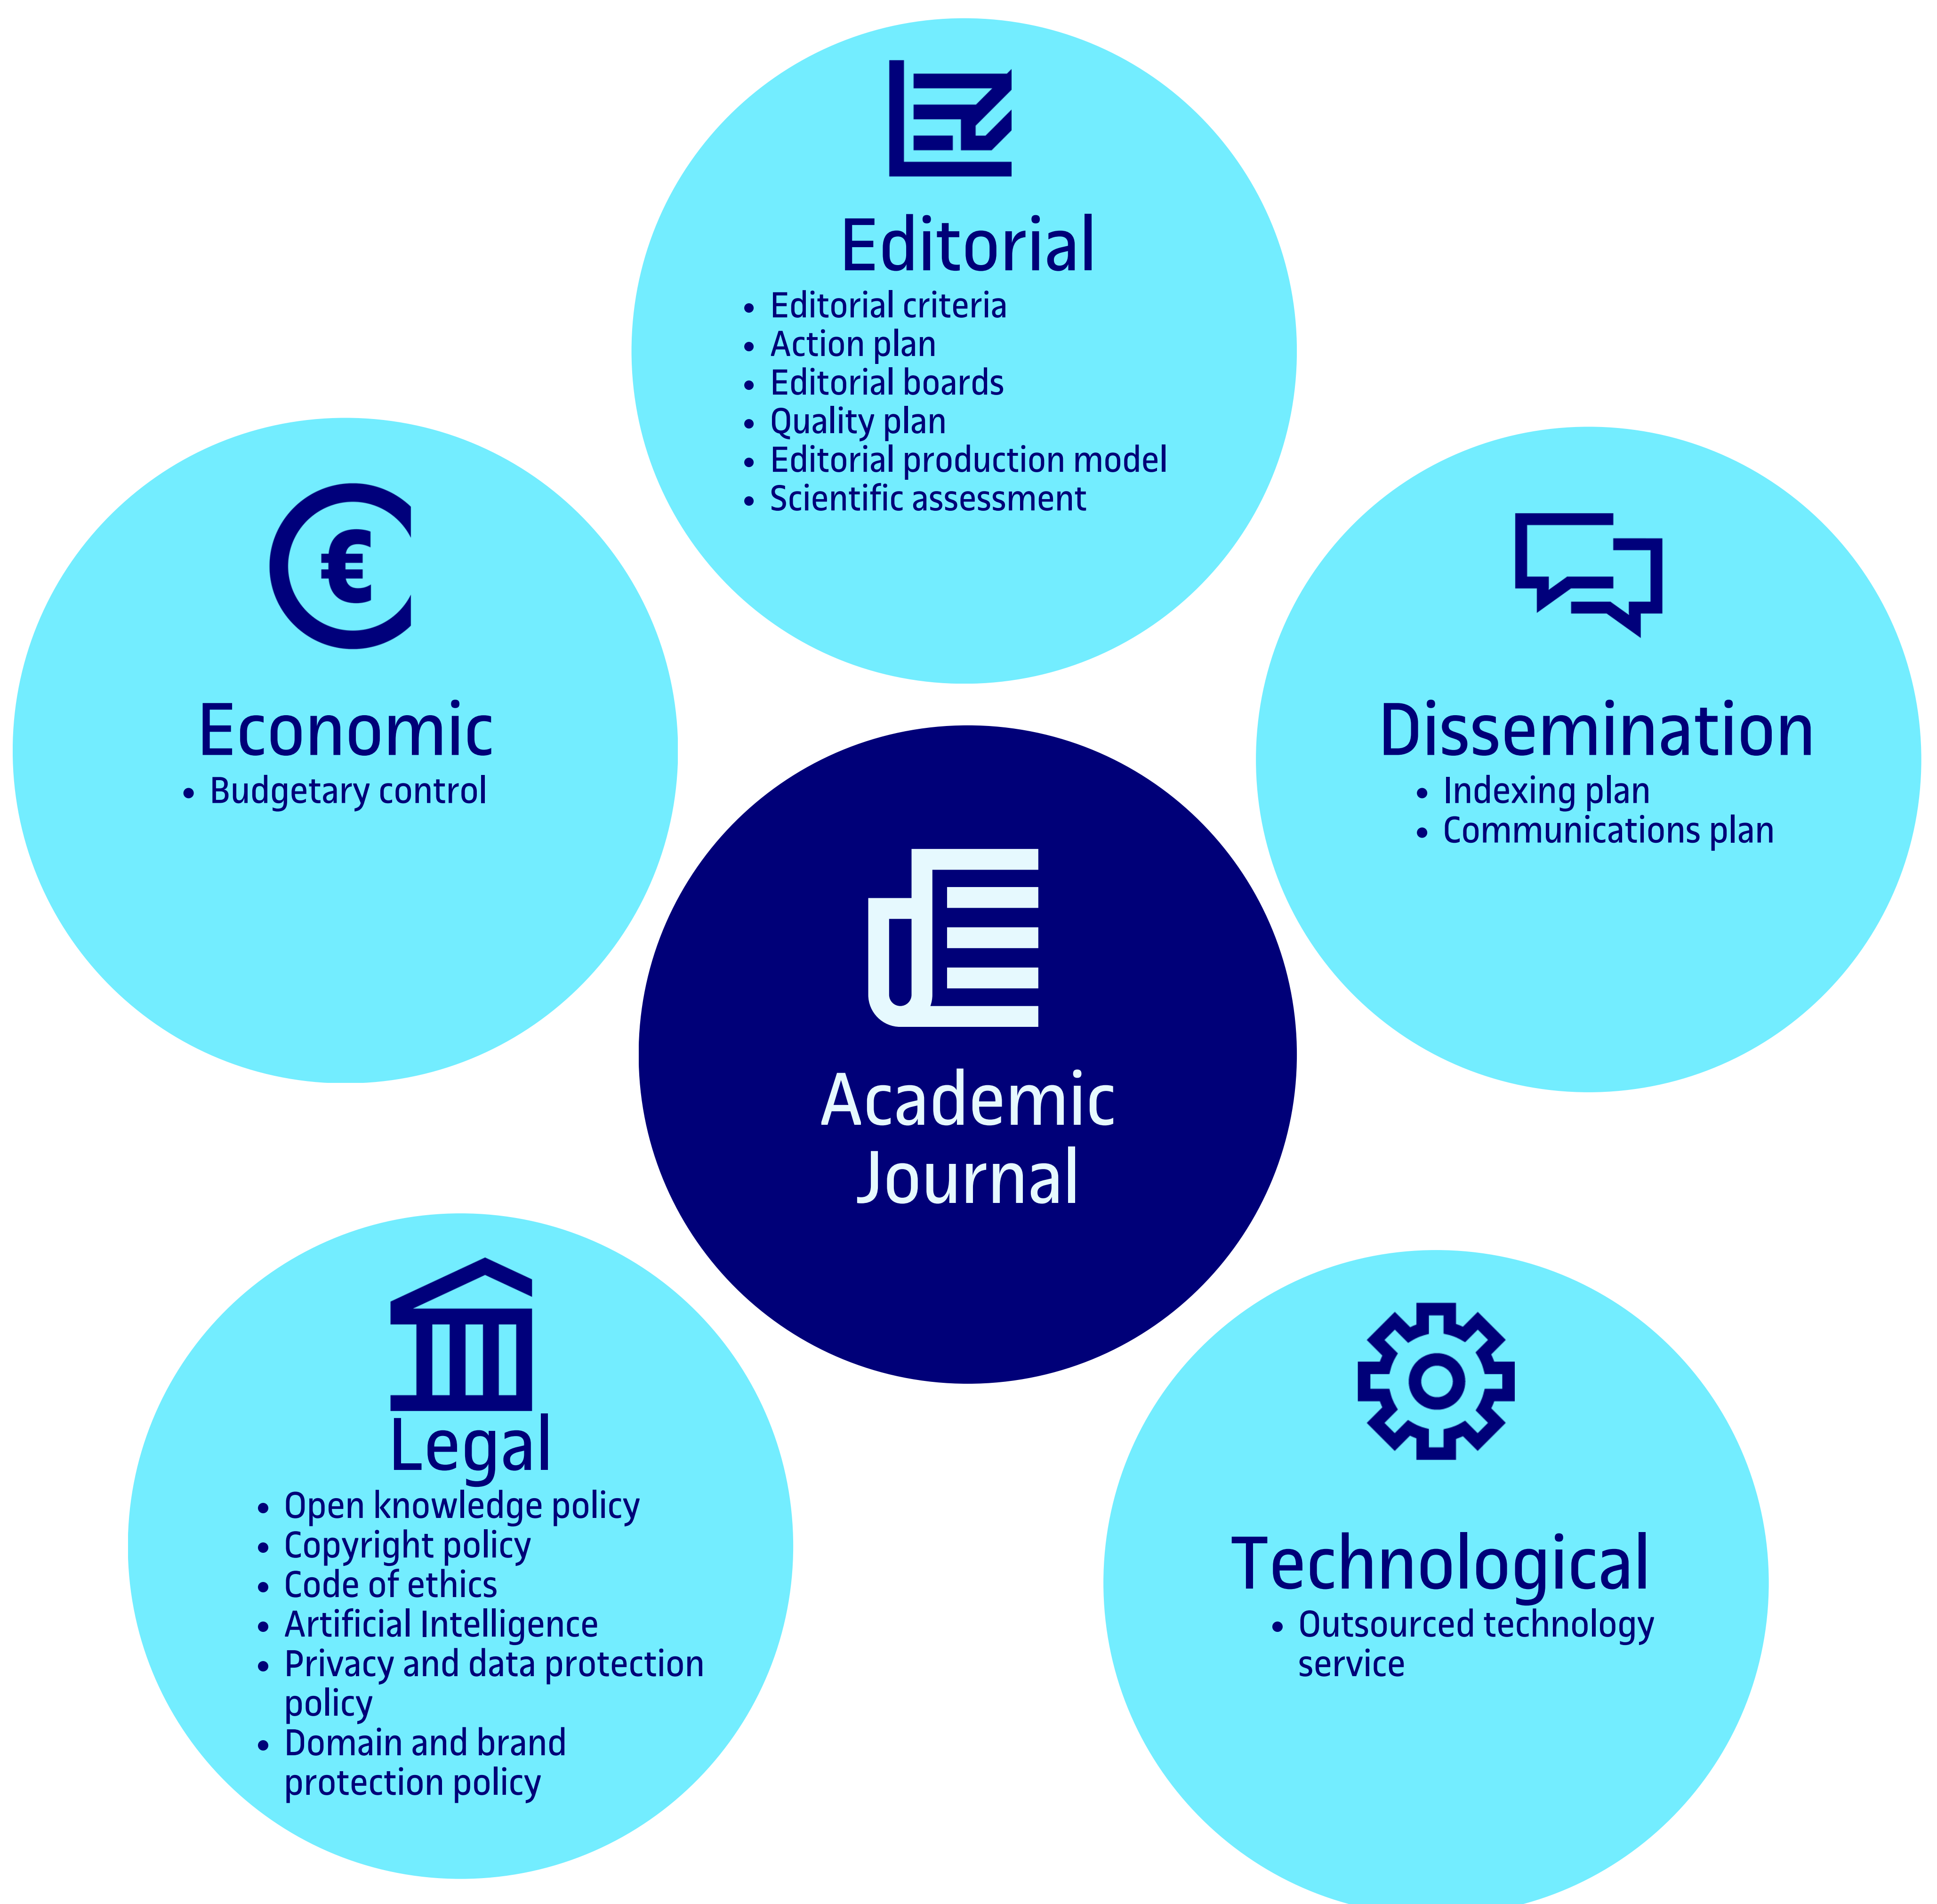 Editorial
• Editorial criteria
• Action plan
• Editorial boards
• Quality plan
• Editorial production model
• Scientific assessment
€
Economic
• Budgetary control
Dissemination
• Indexing plan
• Communications plan
Academic
Journal
Legal
• Open knowledge policy
• Copyright policy
• Code of ethics
• Artificial Intelligence
• Privacy and data protection
policy
• Domain and brand
protection policy
Technological
• Outsourced technology
service